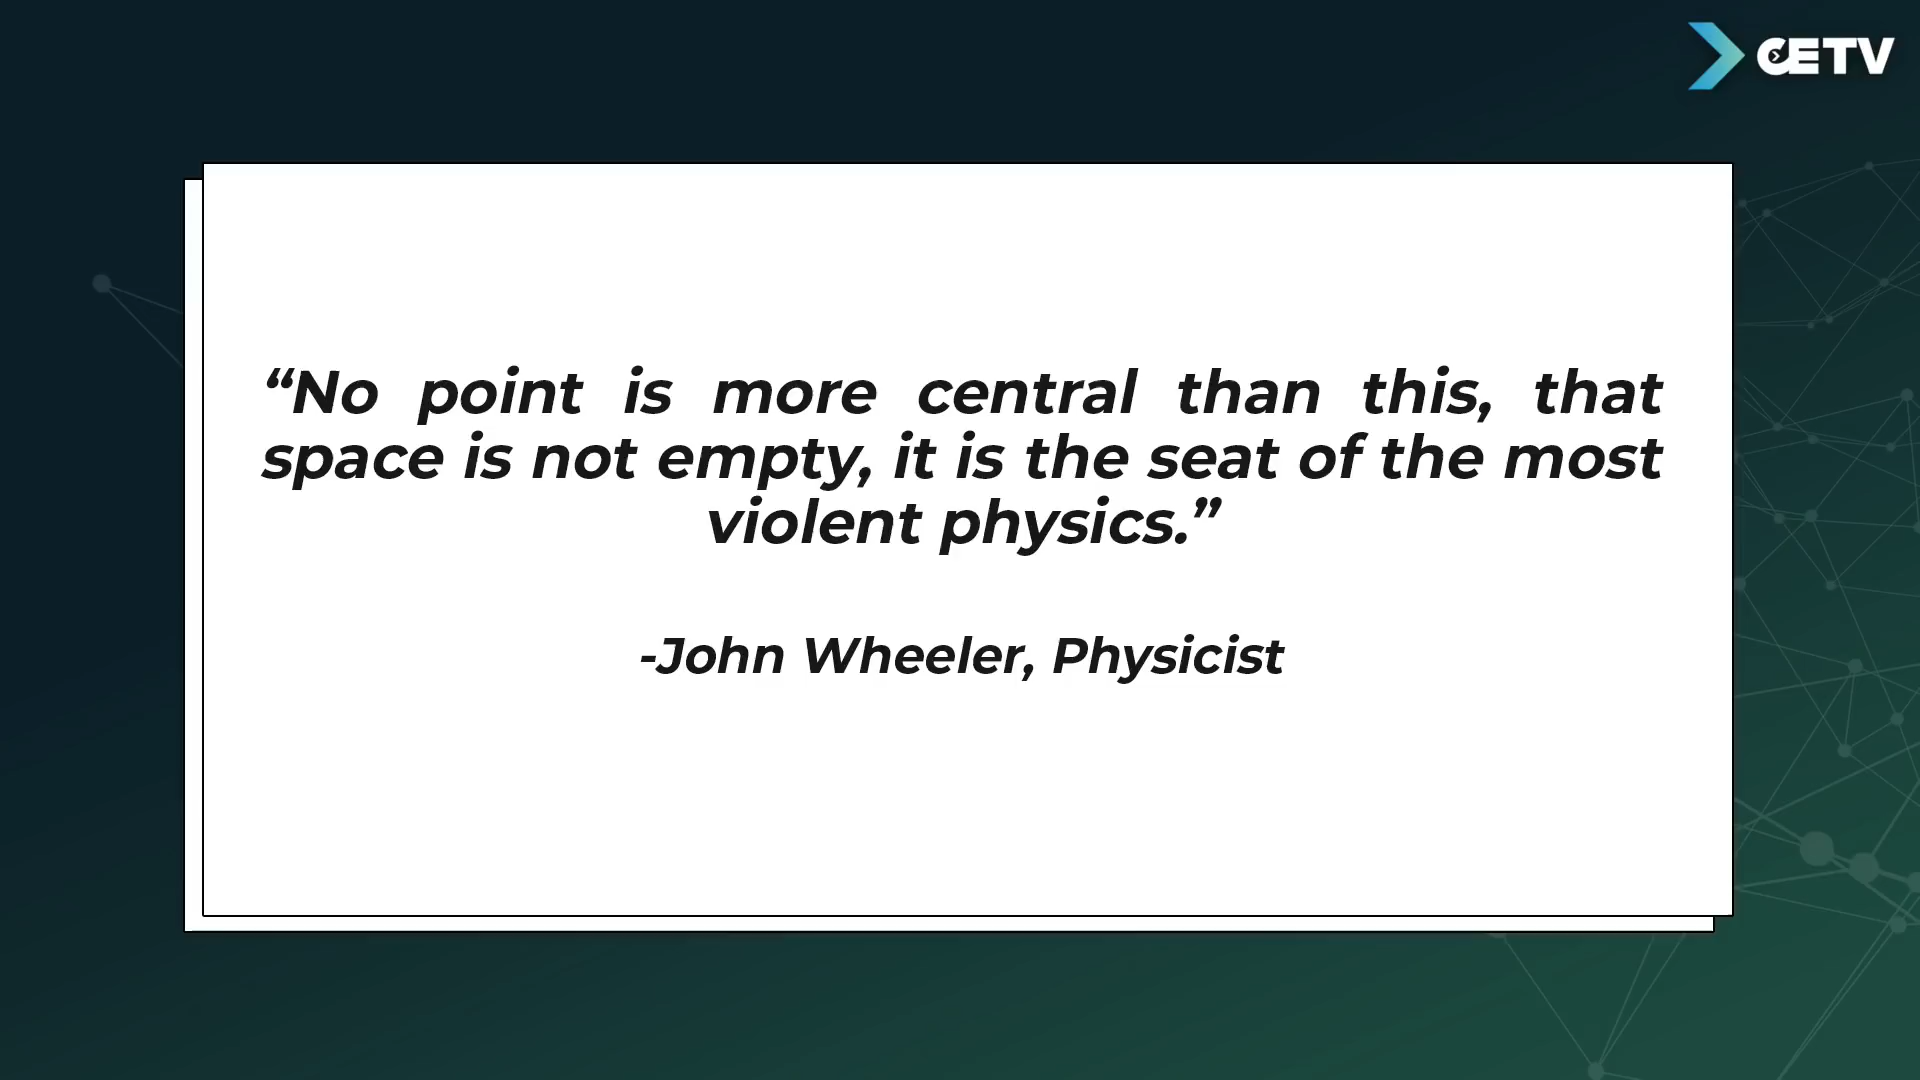 CETV
“No point is more central than this, that
space is not empty, it is the seat of the most
violent physics.”
-John Wheeler, Physicist